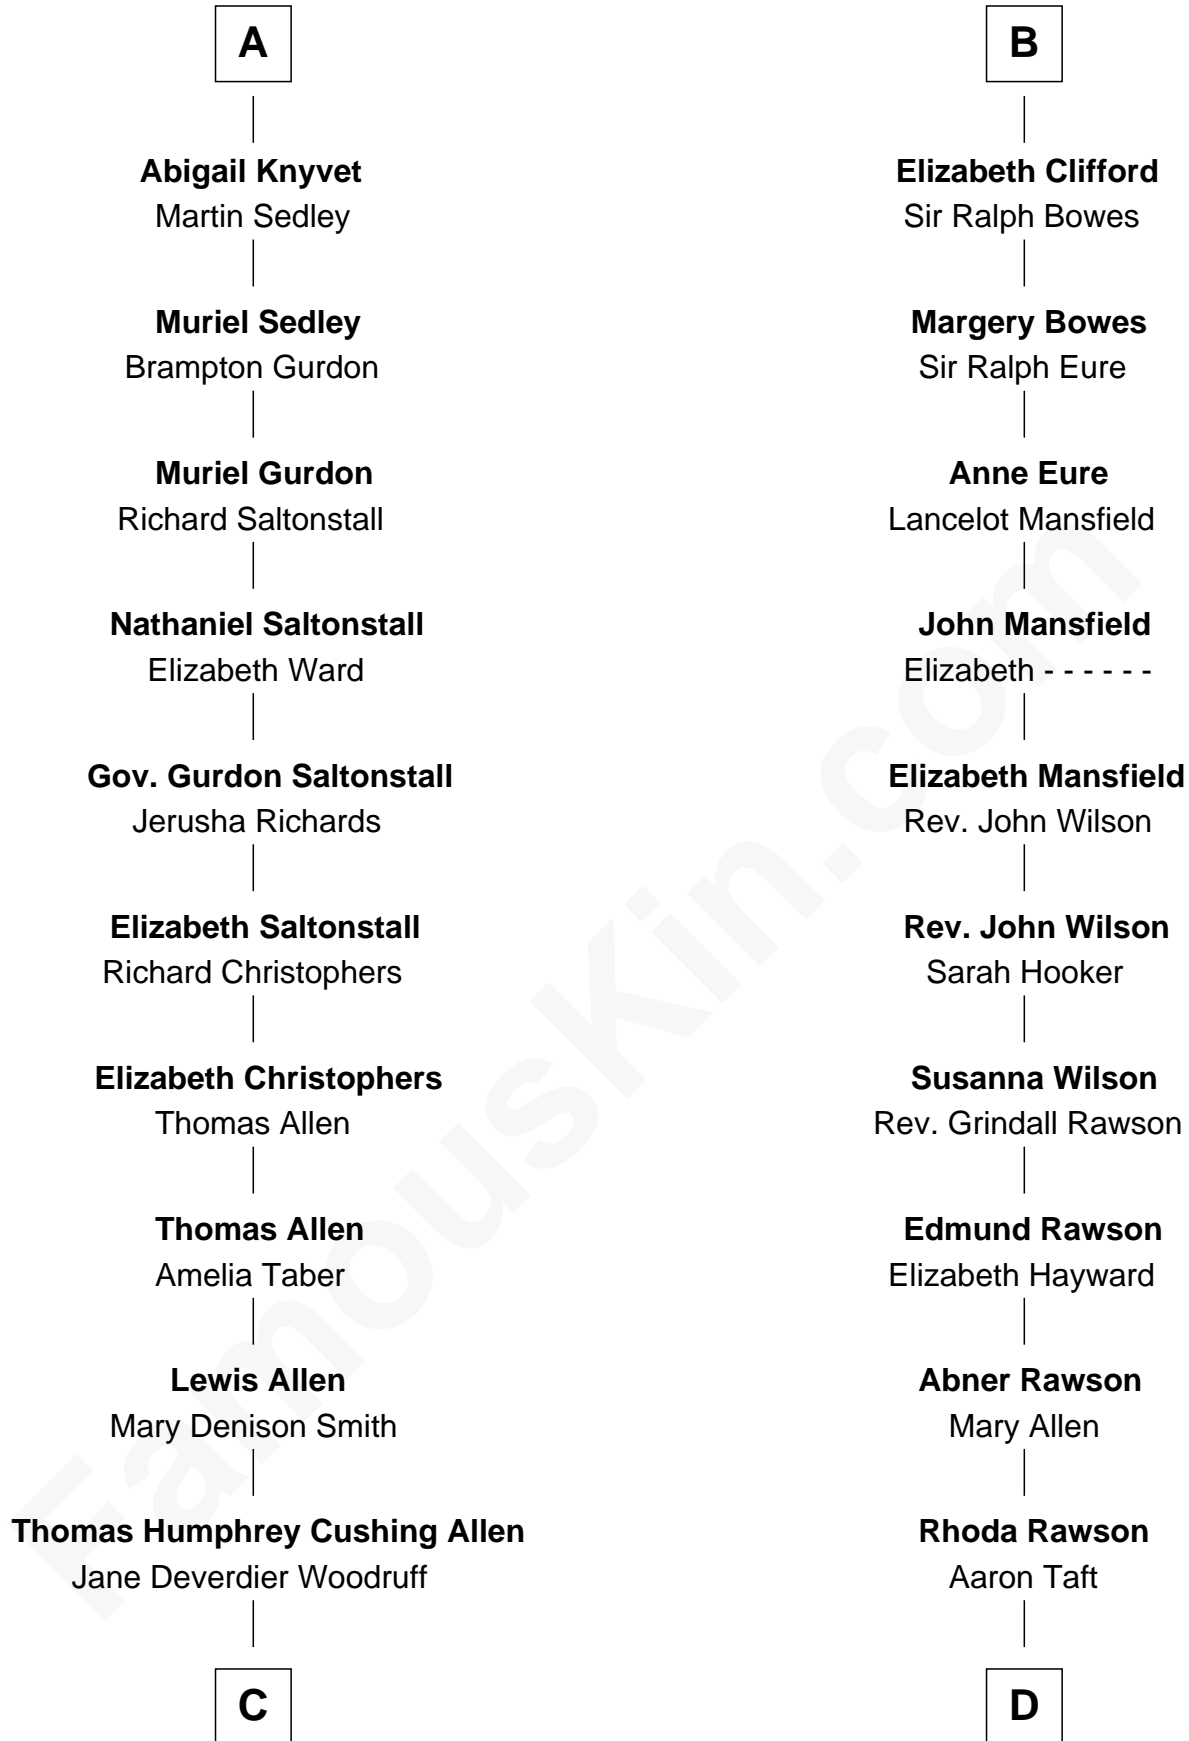 A
Abigail Knyvet
Martin Sedley
Muriel Sedley
Brampton Gurdon
Muriel Gurdon
Richard Saltonstall
Nathaniel Saltonstall
Elizabeth Ward
Gov. Gurdon Saltonstall
Jerusha Richards
Elizabeth Saltonstall
Richard Christophers
Elizabeth Christophers
Thomas Allen
Thomas Allen
Amelia Taber
Lewis Allen
Mary Denison Smith
Thomas Humphrey Cushing Allen
Jane Deverdier Woodruff
C
B
Elizabeth Clifford
Sir Ralph Bowes
Margery Bowes
Sir Ralph Eure
Anne Eure
Lancelot Mansfield
John Mansfield
Elizabeth - - - - - -
Elizabeth Mansfield
Rev. John Wilson
Rev. John Wilson
Sarah Hooker
Susanna Wilson
Rev. Grindall Rawson
Edmund Rawson
Elizabeth Hayward
Abner Rawson
Mary Allen
Rhoda Rawson
Aaron Taft
D
FamousKin.com